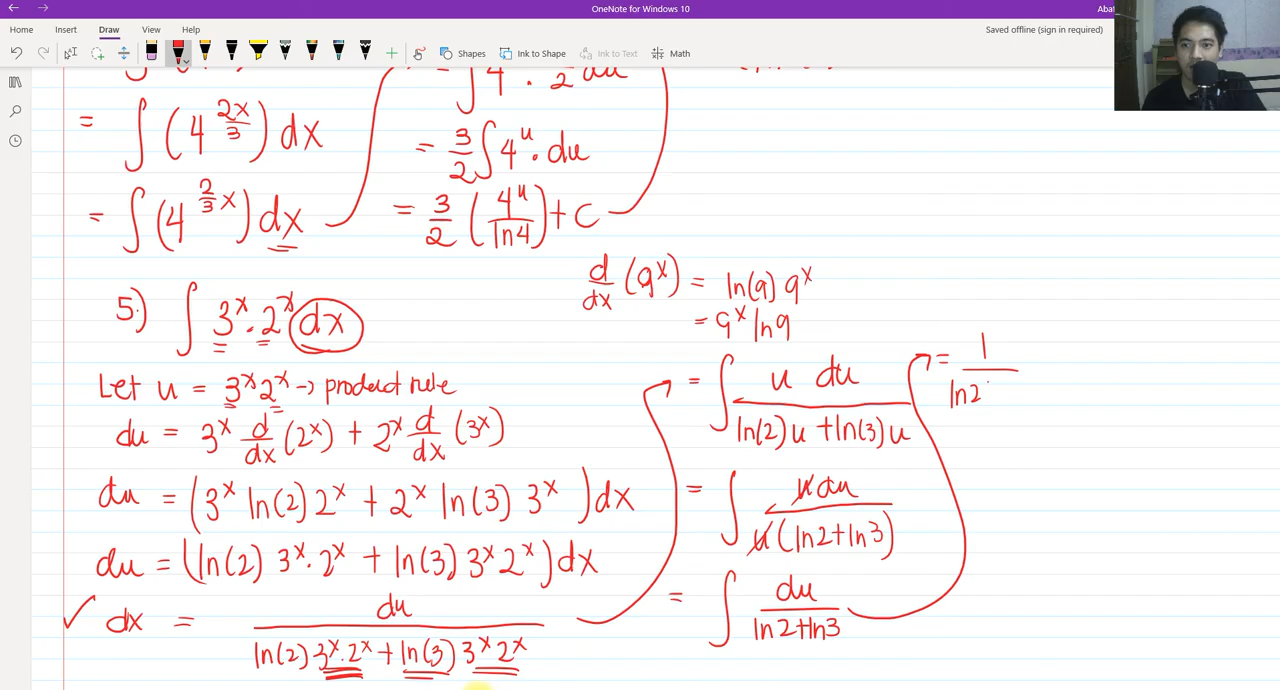 OneNote for Windows 10
Home Insert Draw View Help
Saved offline (sign in required)
Shapes Ink to Shape Ink to Text Math
= ∫ (4^(2x/3)) dx
= ∫ (4^(2/3 x)) dx
= 3/2 ∫ 4^u · du
= 3/2 (4^u / ln4) + C
d/dx (a^x) = ln(a) a^x
= a^x ln a
5.) ∫ 3^x · 2^x dx
Let u = 3^x 2^x → product rule
du = 3^x d/dx (2^x) + 2^x d/dx (3^x)
du = (3^x ln(2) 2^x + 2^x ln(3) 3^x) dx
du = (ln(2) 3^x · 2^x + ln(3) 3^x 2^x) dx
dx = du / (ln(2) 3^x · 2^x + ln(3) 3^x 2^x)
= ∫ u du / (ln(2)u + ln(3)u)
= ∫ u du / (u(ln2 + ln3))
= ∫ du / (ln2 + ln3)
= 1 / ln2